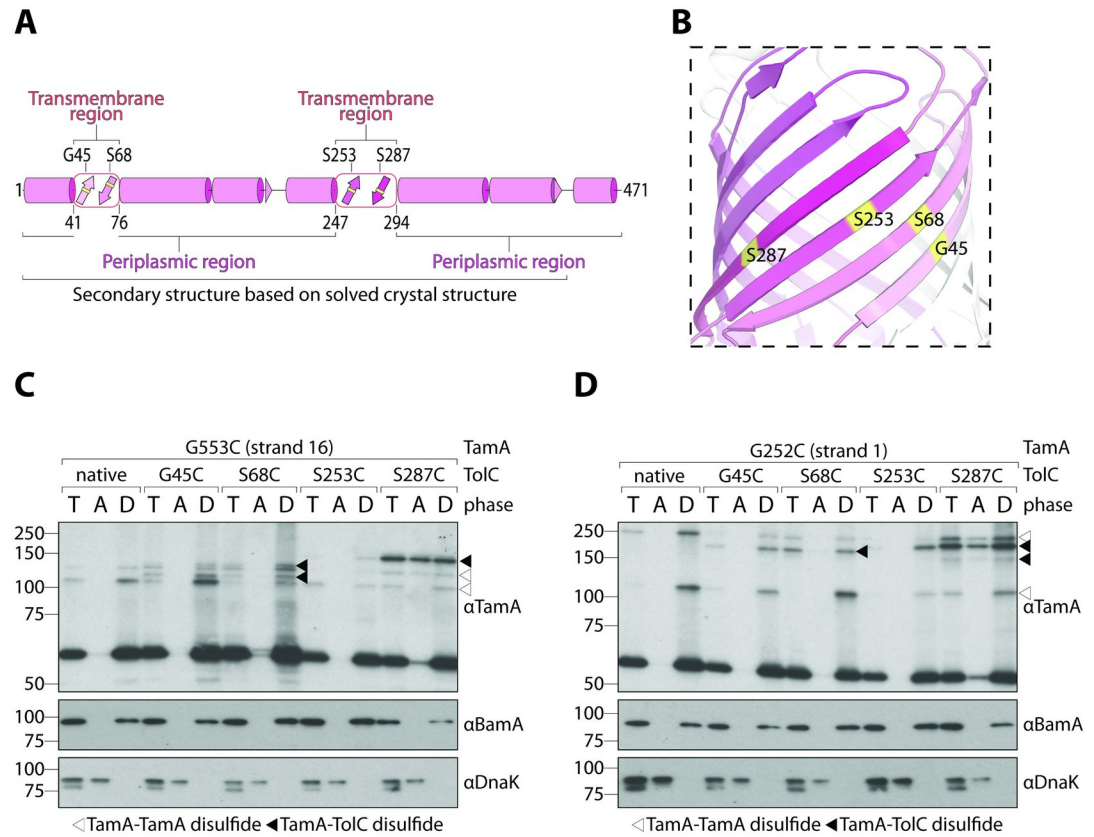 A
Transmembrane
region
G45 S68
Transmembrane
region
S253 S287
1
471
41 76 247 294
Periplasmic region
Periplasmic region
Secondary structure based on solved crystal structure
B
S287
S253
S68
G45
C
G553C (strand 16) TamA
native G45C S68C S253C S287C TolC
T A D T A D T A D T A D T A D phase
250
150
100
75
50
αTamA
100
75
αBamA
100
75
αDnaK
◁TamA-TamA disulfide ◀TamA-TolC disulfide
D
G252C (strand 1) TamA
native G45C S68C S253C S287C TolC
T A D T A D T A D T A D T A D phase
250
150
100
75
50
αTamA
100
75
αBamA
100
75
αDnaK
◁TamA-TamA disulfide ◀TamA-TolC disulfide